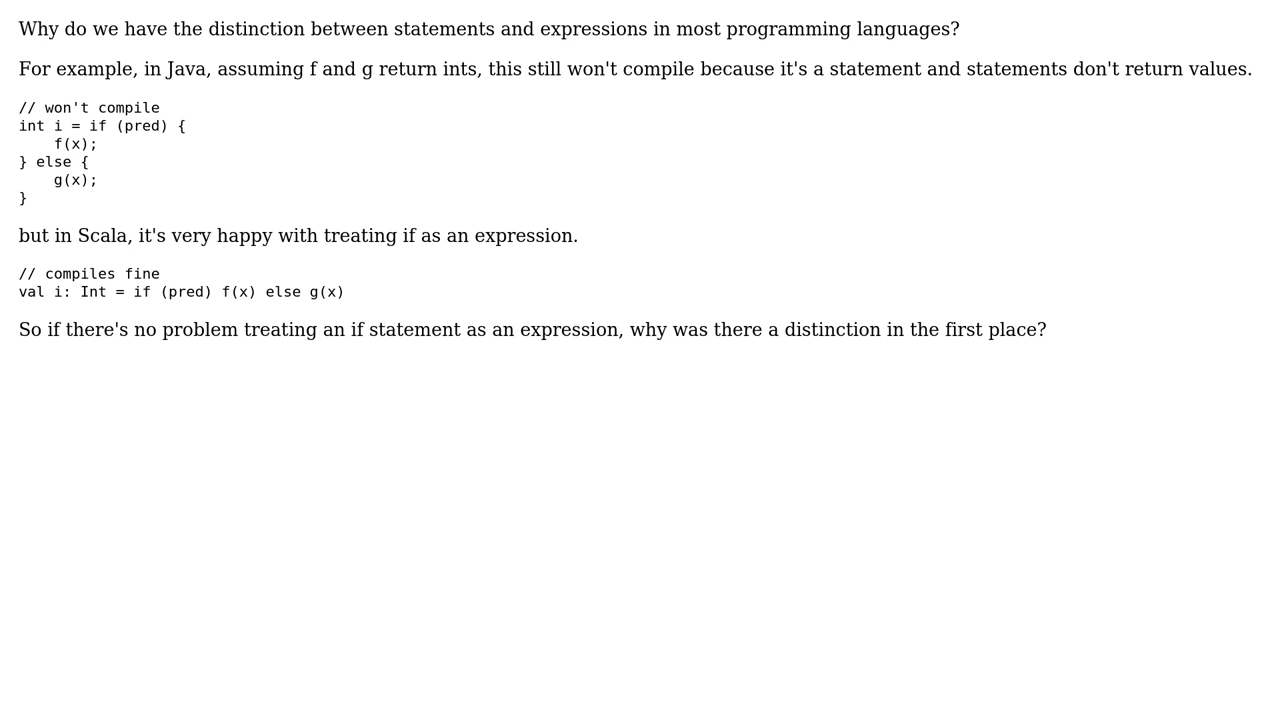 Why do we have the distinction between statements and expressions in most programming languages?
For example, in Java, assuming f and g return ints, this still won't compile because it's a statement and statements don't return values.
// won't compile
int i = if (pred) {
    f(x);
} else {
    g(x);
}
but in Scala, it's very happy with treating if as an expression.
// compiles fine
val i: Int = if (pred) f(x) else g(x)
So if there's no problem treating an if statement as an expression, why was there a distinction in the first place?